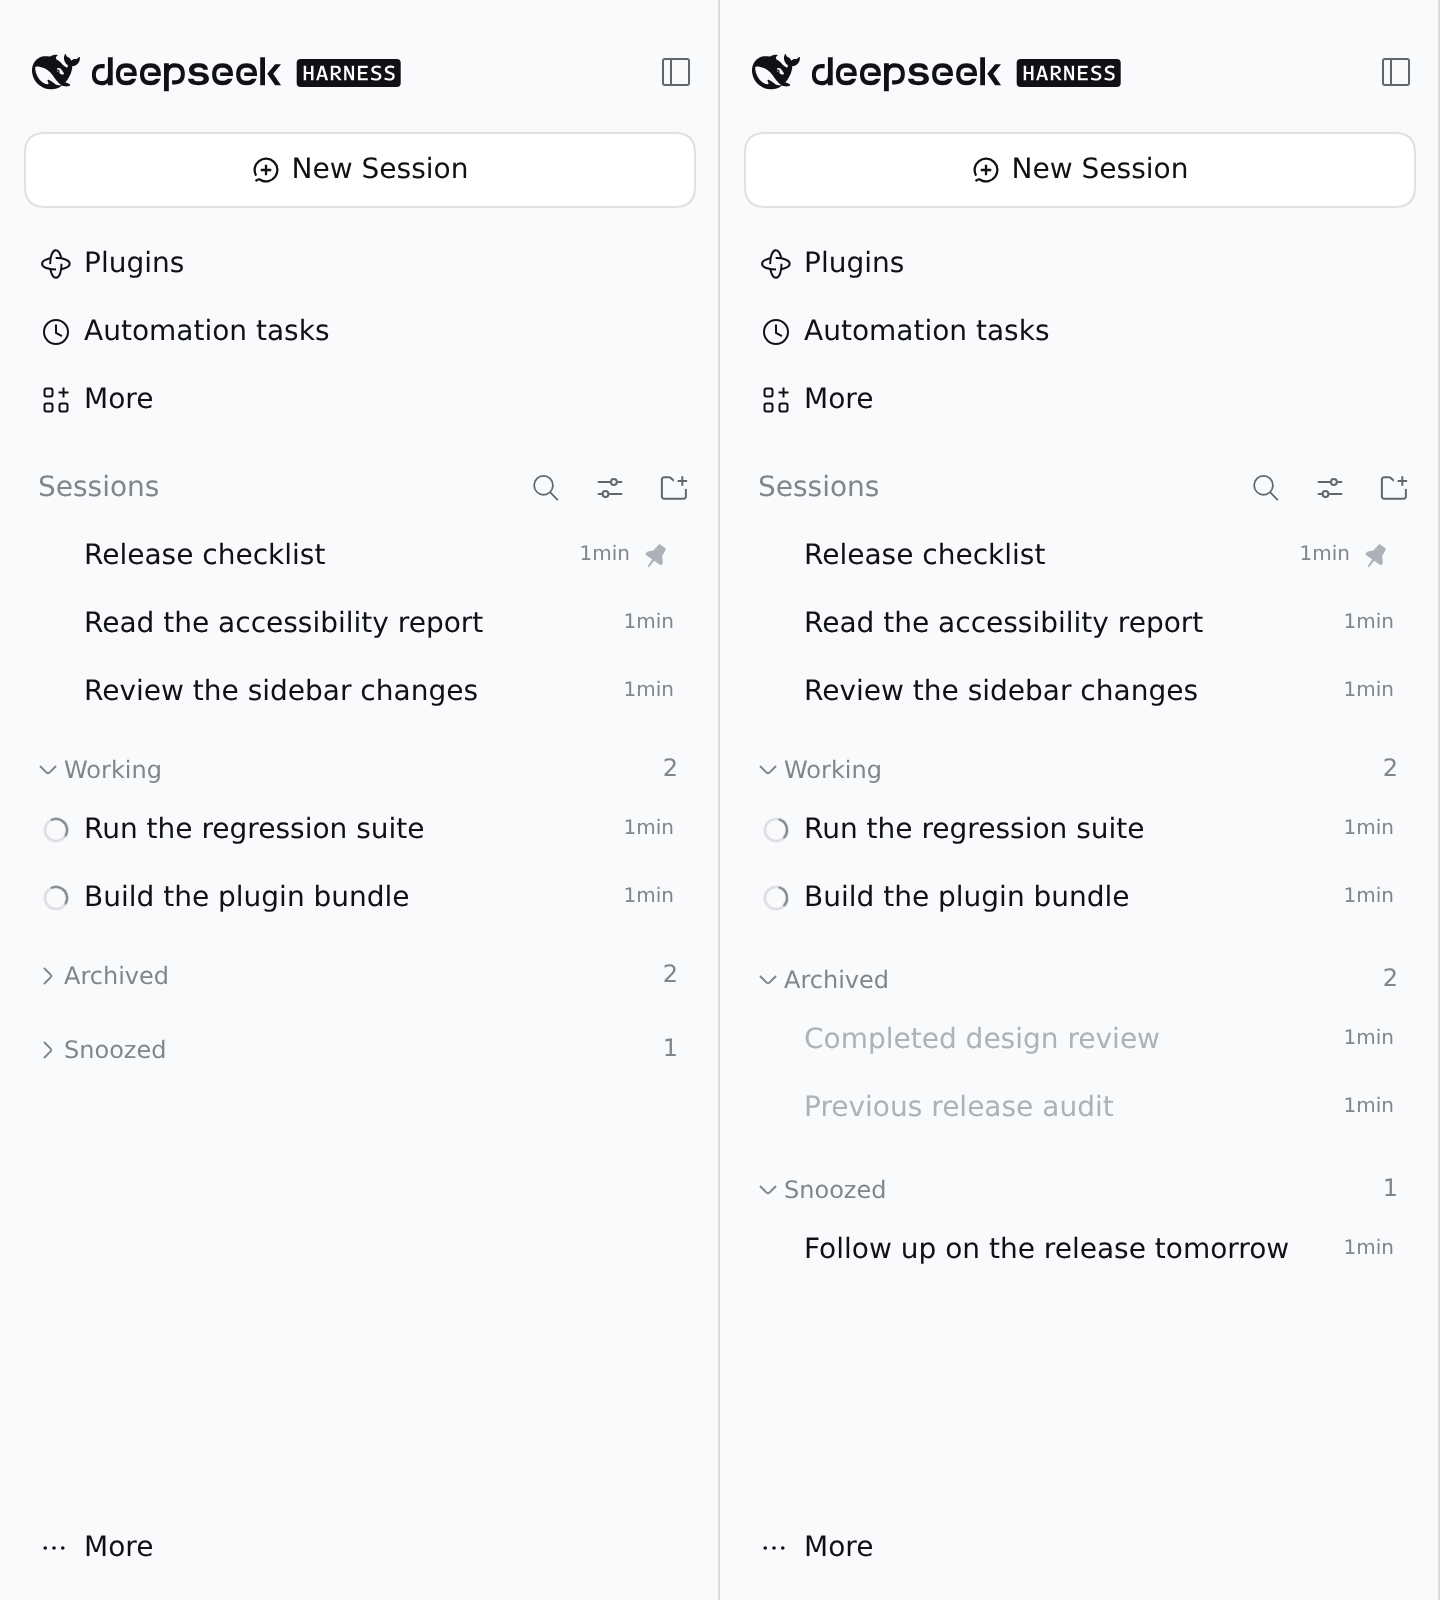 deepseek HARNESS
New Session
Plugins
Automation tasks
More
Sessions
Release checklist 1min
Read the accessibility report 1min
Review the sidebar changes 1min
Working 2
Run the regression suite 1min
Build the plugin bundle 1min
Archived 2
Snoozed 1
More
deepseek HARNESS
New Session
Plugins
Automation tasks
More
Sessions
Release checklist 1min
Read the accessibility report 1min
Review the sidebar changes 1min
Working 2
Run the regression suite 1min
Build the plugin bundle 1min
Archived 2
Completed design review 1min
Previous release audit 1min
Snoozed 1
Follow up on the release tomorrow 1min
More